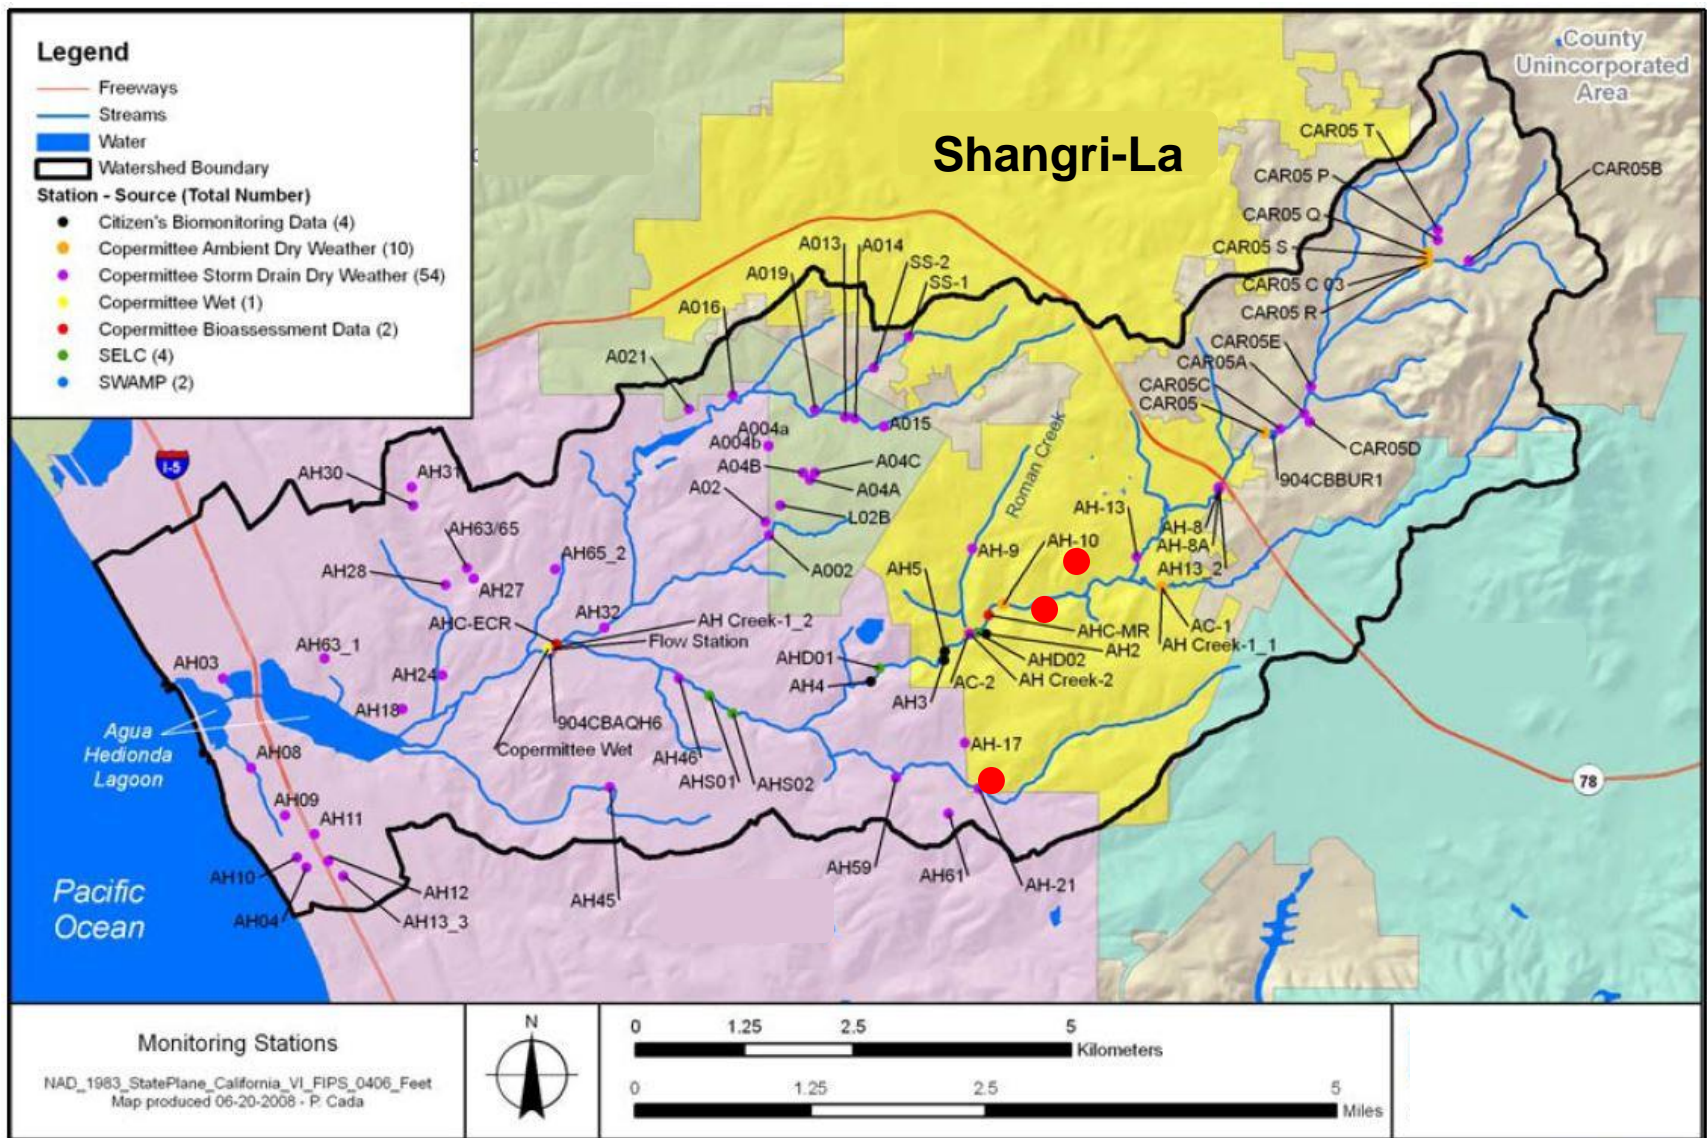 Legend
Freeways
Streams
Water
Watershed Boundary
Station - Source (Total Number)
Citizen's Biomonitoring Data (4)
Copermittee Ambient Dry Weather (10)
Copermittee Storm Drain Dry Weather (54)
Copermittee Wet (1)
Copermittee Bioassessment Data (2)
SELC (4)
SWAMP (2)
County
Unincorporated
Area
Shangri-La
CAR05 T
CAR05 P
CAR05B
CAR05 Q
CAR05 S
CAR05 C 03
CAR05 R
CAR05E
CAR05A
CAR05C
CAR05
CAR05D
904CBBUR1
A013
A014
A019
SS-2
SS-1
A016
A021
A004a
A004b
A015
A04B
A04C
A04A
A02
L02B
A002
Roman Creek
I-5
AH30
AH31
AH63/65
AH28
AH27
AH65_2
AH32
AHC-ECR
AH Creek-1_2
Flow Station
AH63_1
AH03
AH24
AH18
904CBAQH6
Copermittee Wet
AH46
AHS01
AHS02
AH-13
AH-8
AH-8A
AH13_2
AH-9
AH-10
AH5
AHC-MR
AH2
AHD02
AH Creek-2
AC-1
AH Creek-1_1
AHD01
AH4
AH3
AC-2
AH-17
78
Agua
Hedionda
Lagoon
AH08
AH09
AH11
AH10
AH12
AH04
AH13_3
AH45
AH59
AH61
AH-21
Pacific
Ocean
Monitoring Stations
NAD_1983_StatePlane_California_VI_FIPS_0406_Feet
Map produced 06-20-2008 - P. Cada
N
0 1.25 2.5 5
Kilometers
0 1.25 2.5 5
Miles